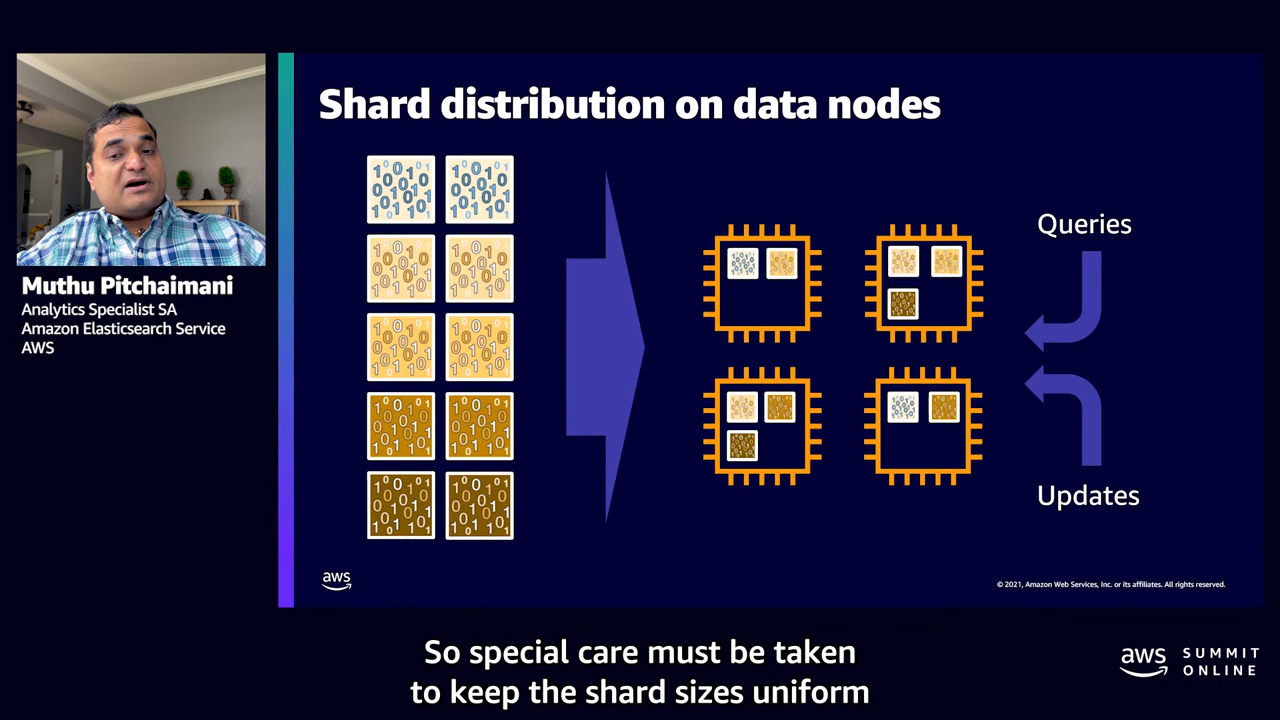 Shard distribution on data nodes
Muthu Pitchaimani
Analytics Specialist SA
Amazon Elasticsearch Service
AWS
Queries
Updates
aws
© 2021, Amazon Web Services, Inc. or its affiliates. All rights reserved.
So special care must be taken
to keep the shard sizes uniform
aws
SUMMIT
ONLINE